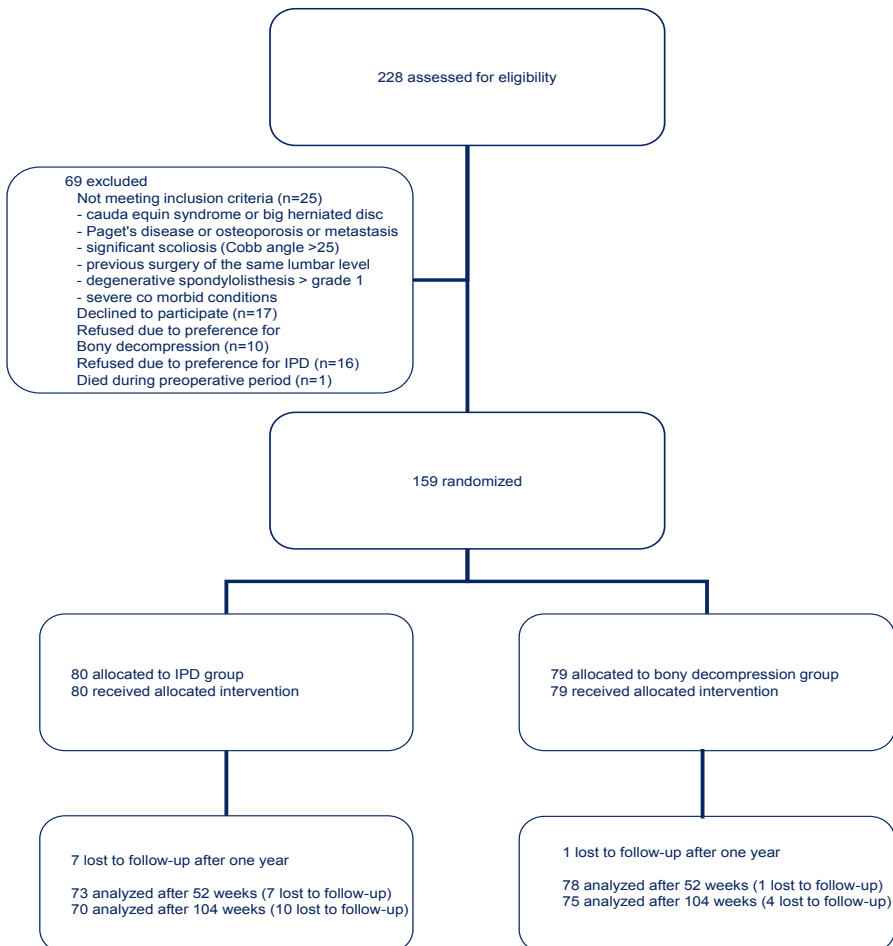 228 assessed for eligibility
69 excluded
Not meeting inclusion criteria (n=25)
- cauda equin syndrome or big herniated disc
- Paget's disease or osteoporosis or metastasis
- significant scoliosis (Cobb angle >25)
- previous surgery of the same lumbar level
- degenerative spondylolisthesis > grade 1
- severe co morbid conditions
Declined to participate (n=17)
Refused due to preference for
Bony decompression (n=10)
Refused due to preference for IPD (n=16)
Died during preoperative period (n=1)
159 randomized
80 allocated to IPD group
80 received allocated intervention
79 allocated to bony decompression group
79 received allocated intervention
7 lost to follow-up after one year
73 analyzed after 52 weeks (7 lost to follow-up)
70 analyzed after 104 weeks (10 lost to follow-up)
1 lost to follow-up after one year
78 analyzed after 52 weeks (1 lost to follow-up)
75 analyzed after 104 weeks (4 lost to follow-up)